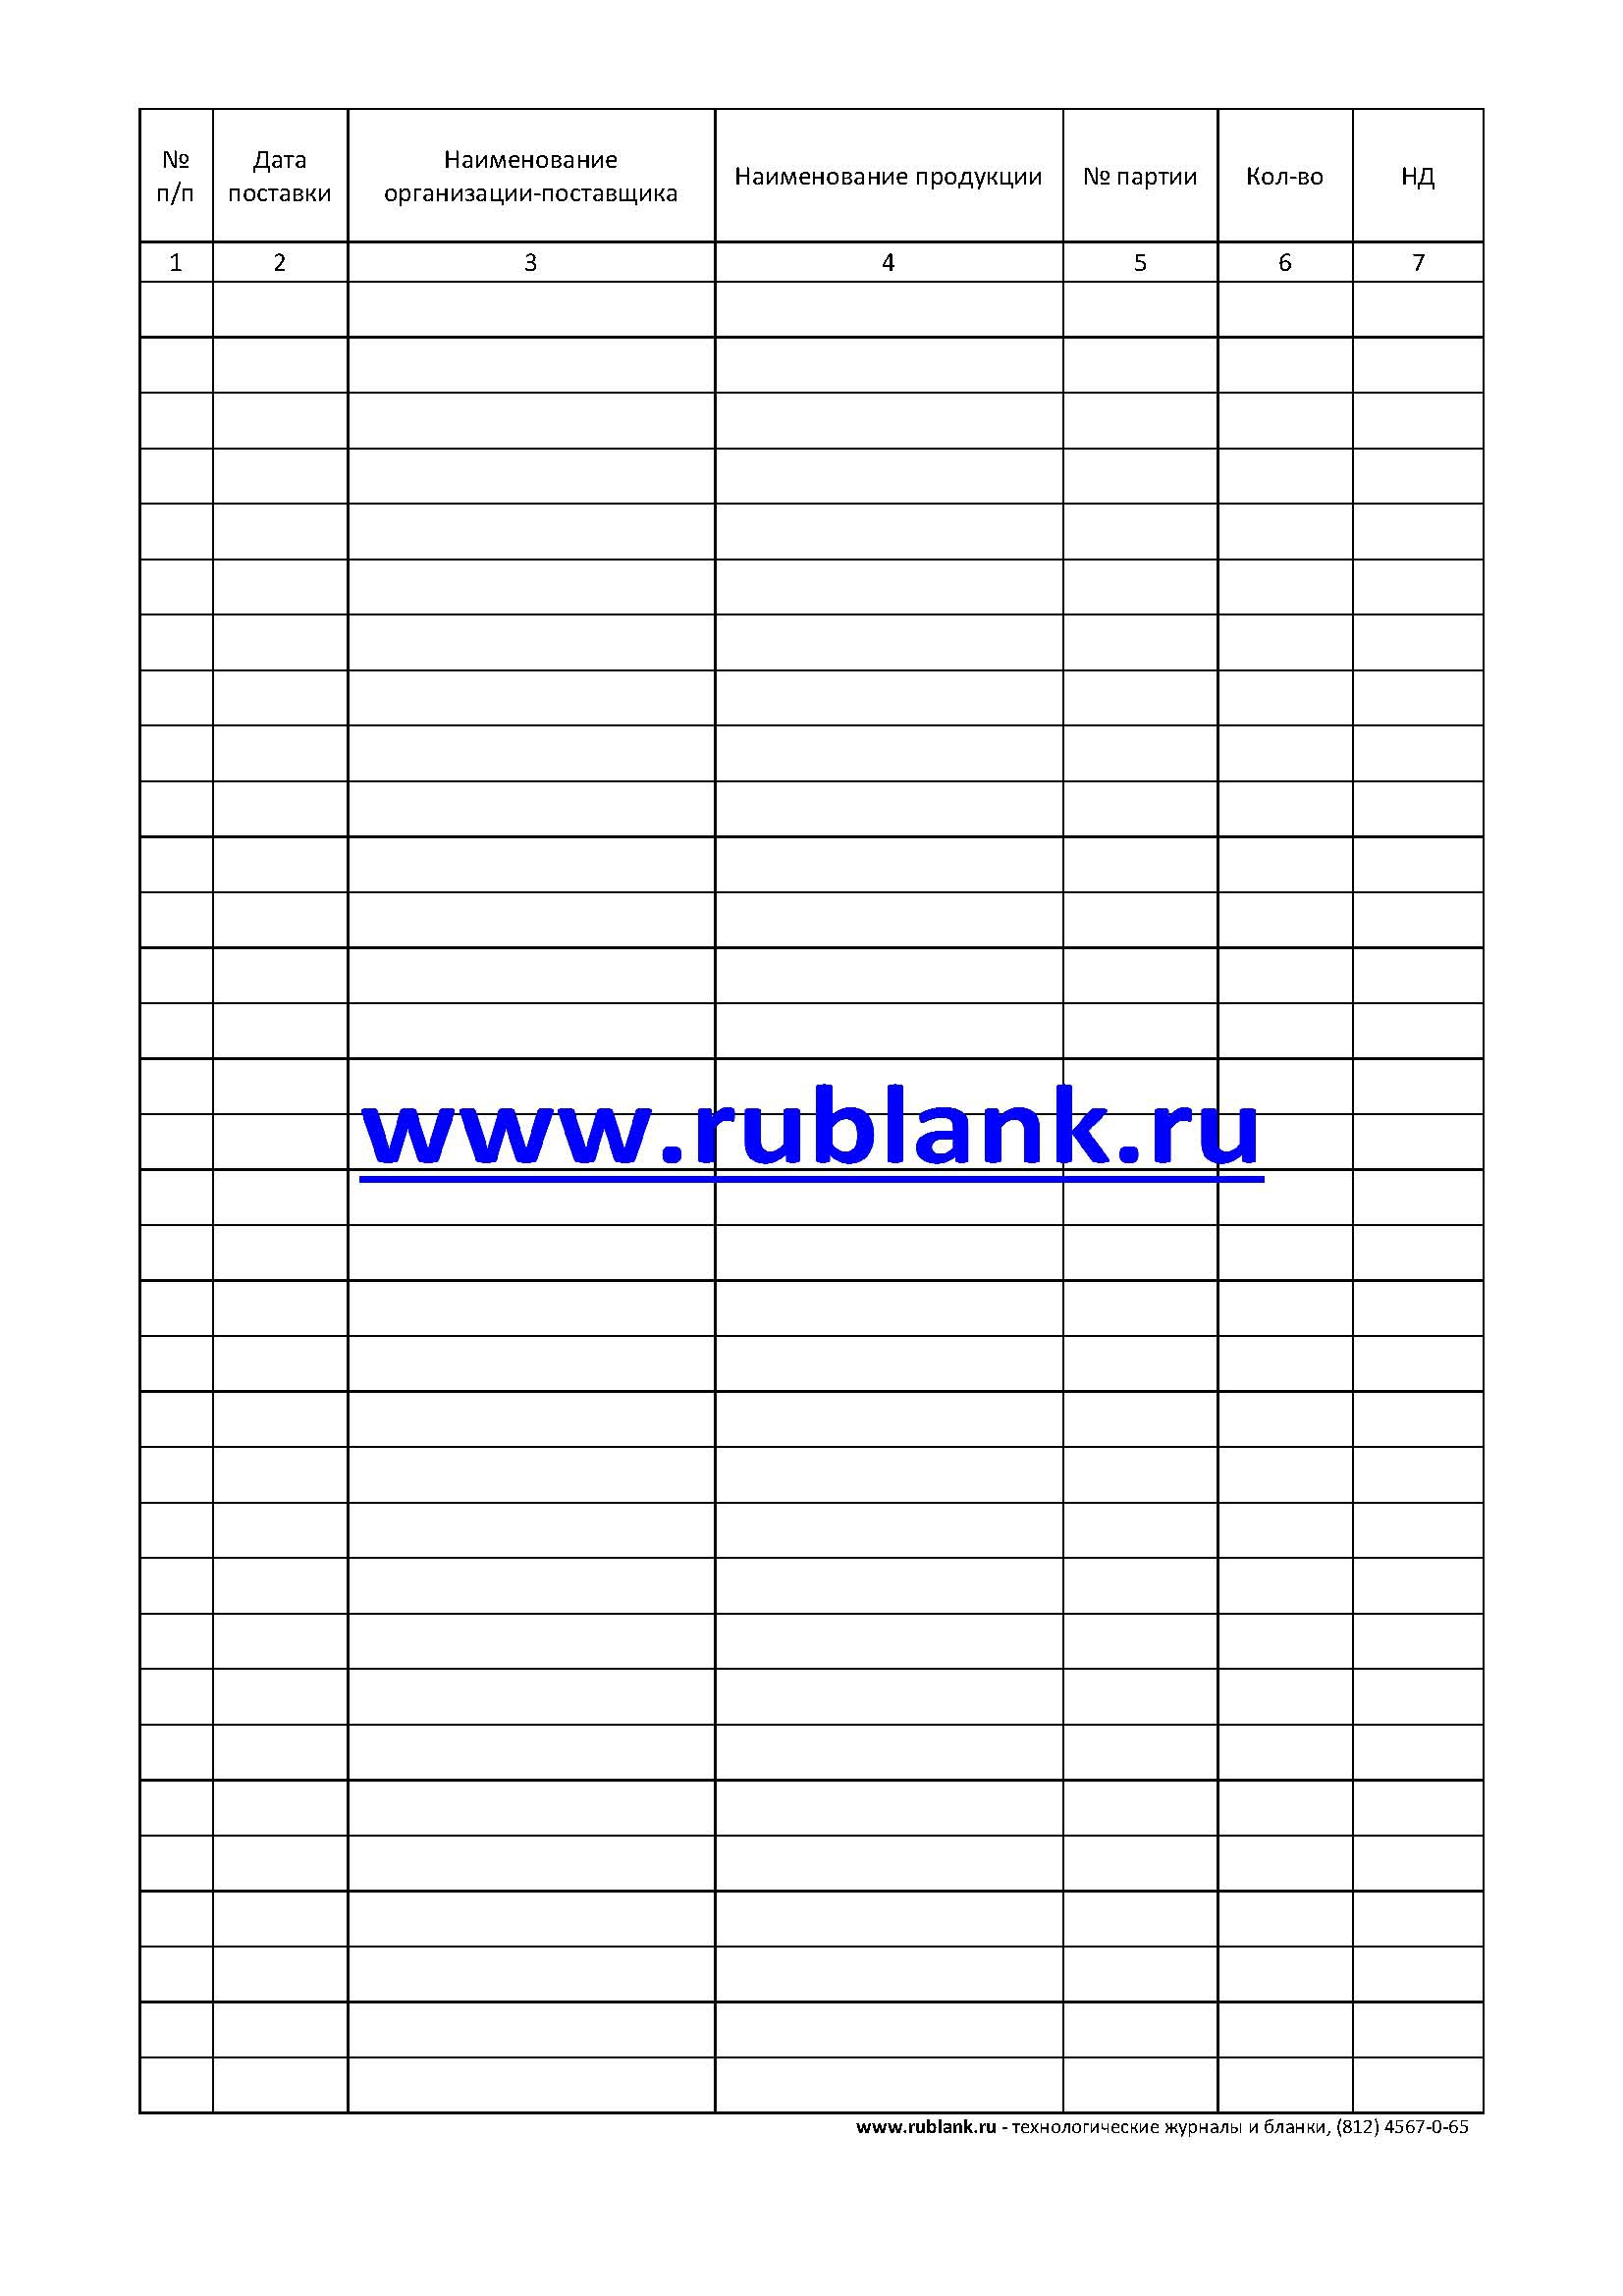 № п/п
Дата поставки
Наименование организации-поставщика
Наименование продукции
№ партии
Кол-во
НД
1 2 3 4 5 6 7
www.rublank.ru
www.rublank.ru - технологические журналы и бланки, (812) 4567-0-65